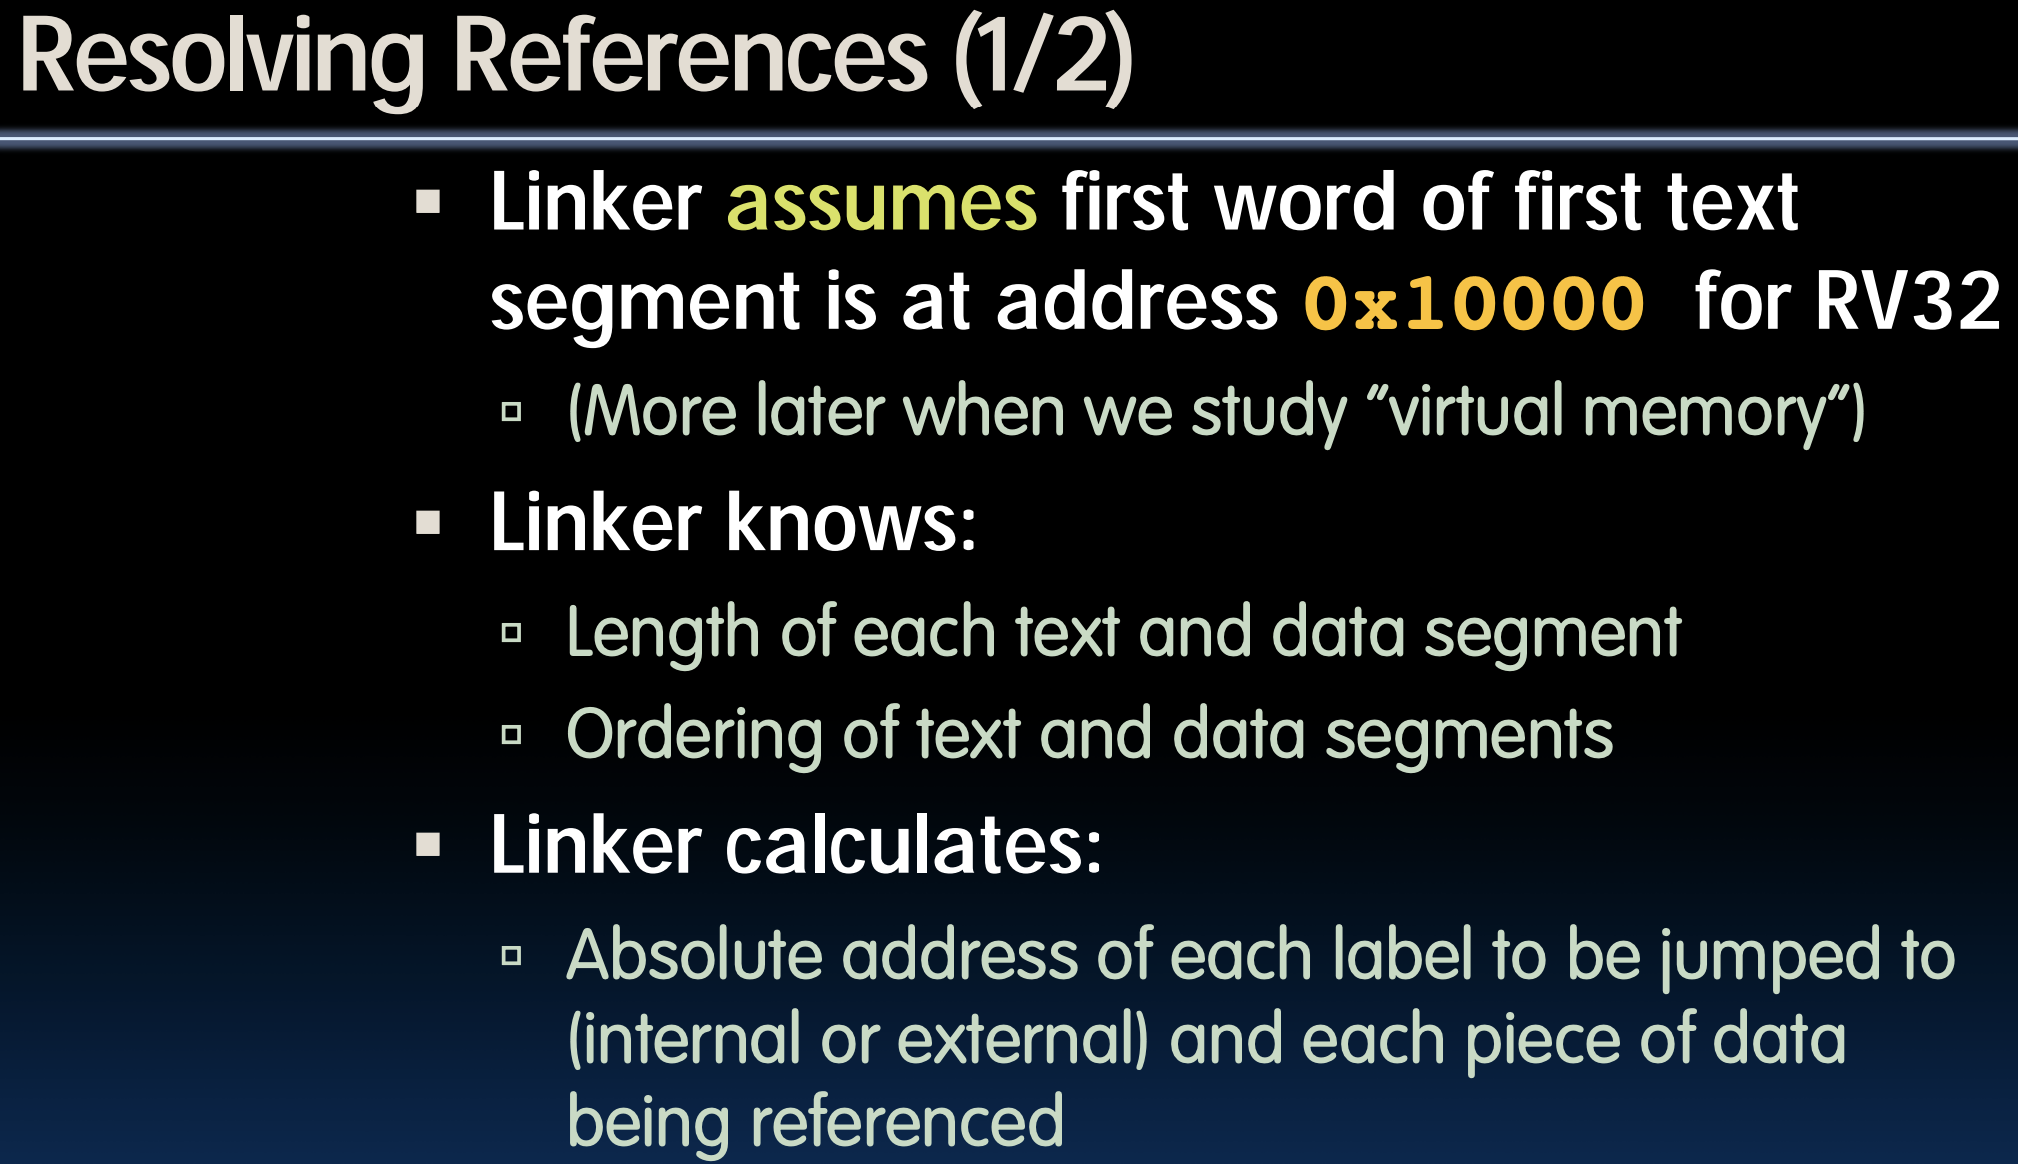 Resolving References (1/2)
▪ Linker assumes first word of first text
segment is at address 0x10000 for RV32
▫ (More later when we study “virtual memory”)
▪ Linker knows:
▫ Length of each text and data segment
▫ Ordering of text and data segments
▪ Linker calculates:
▫ Absolute address of each label to be jumped to
(internal or external) and each piece of data
being referenced